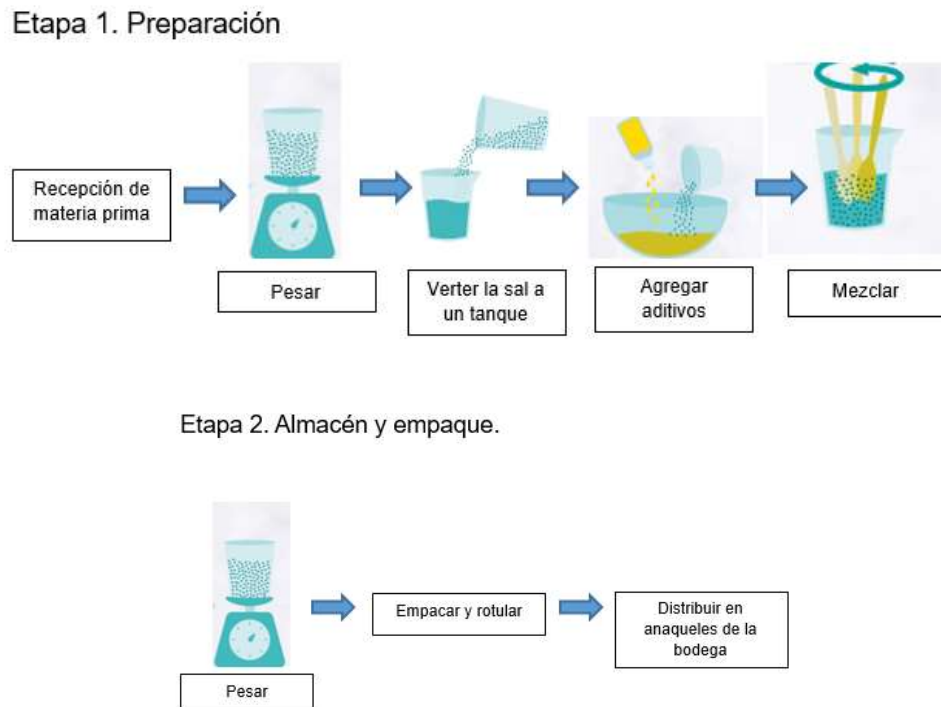 Etapa 1. Preparación
Recepción de
materia prima
Pesar
Verter la sal a
un tanque
Agregar
aditivos
Mezclar
Etapa 2. Almacén y empaque.
Pesar
Empacar y rotular
Distribuir en
anaqueles de la
bodega